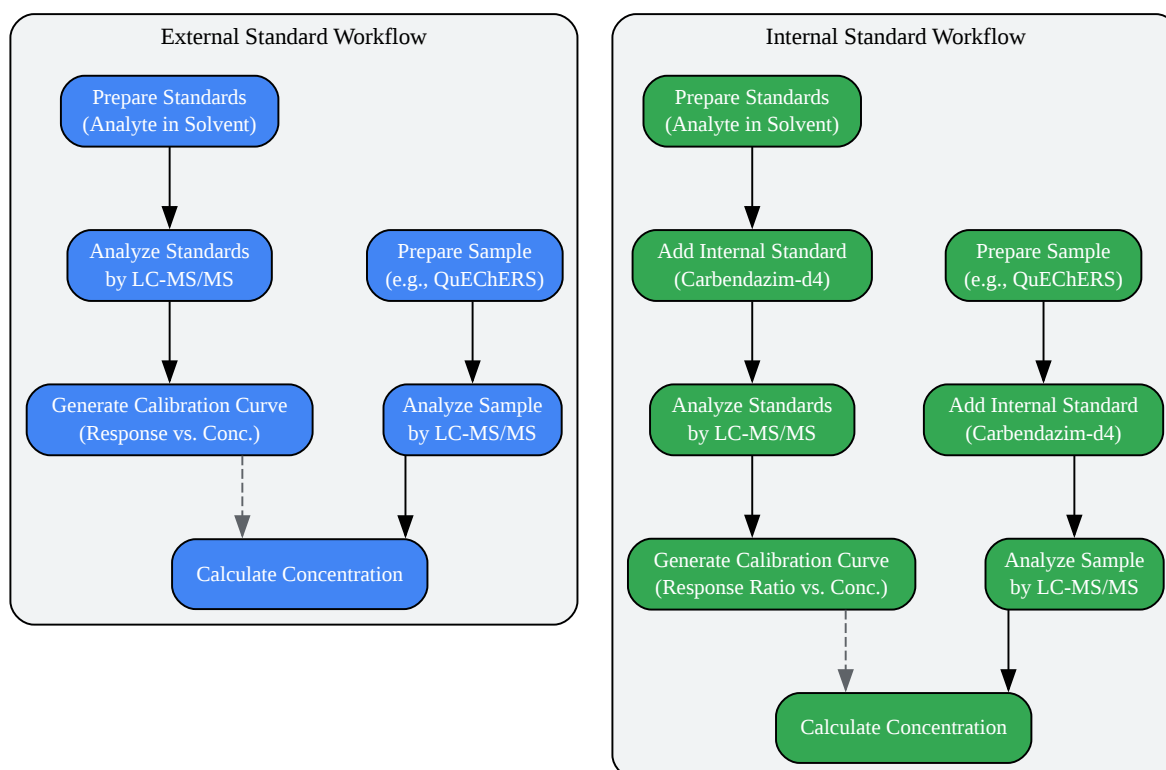 External Standard Workflow
Prepare Standards
(Analyte in Solvent)
Analyze Standards
by LC-MS/MS
Prepare Sample
(e.g., QuEChERS)
Generate Calibration Curve
(Response vs. Conc.)
Analyze Sample
by LC-MS/MS
Calculate Concentration
Internal Standard Workflow
Prepare Standards
(Analyte in Solvent)
Add Internal Standard
(Carbendazim-d4)
Prepare Sample
(e.g., QuEChERS)
Analyze Standards
by LC-MS/MS
Add Internal Standard
(Carbendazim-d4)
Generate Calibration Curve
(Response Ratio vs. Conc.)
Analyze Sample
by LC-MS/MS
Calculate Concentration